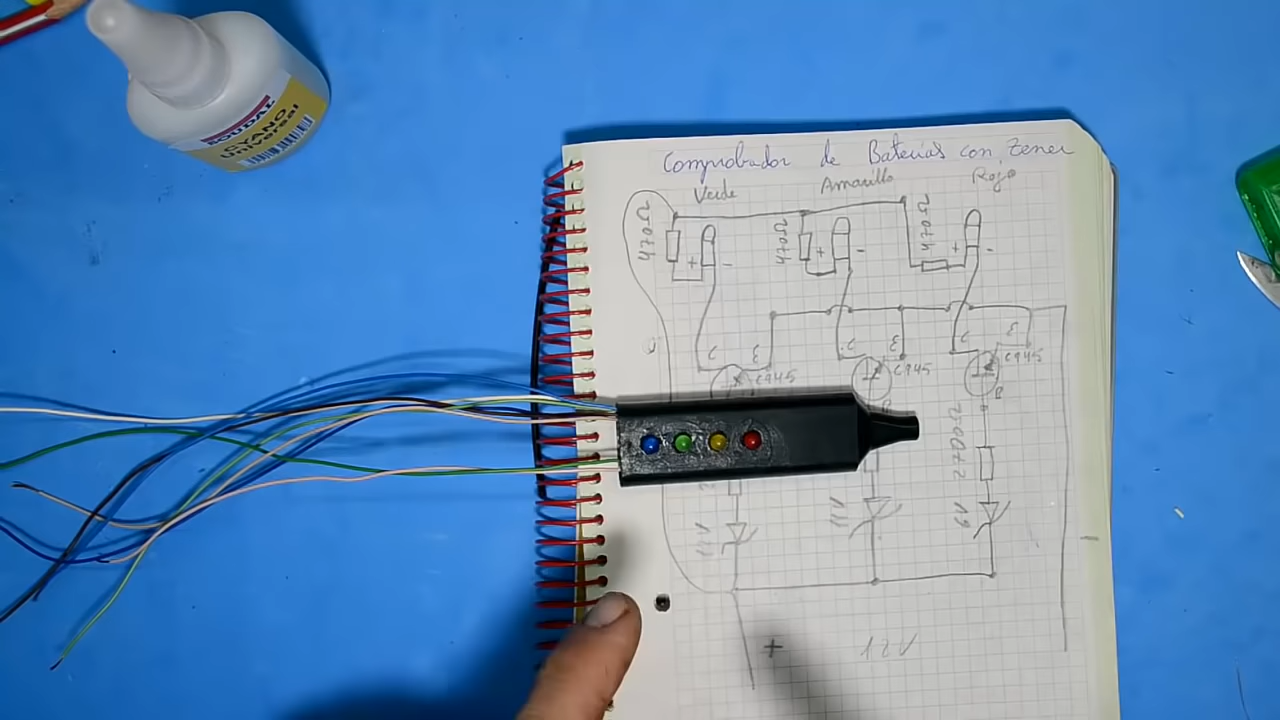 SOUDAL
CYANO
Universal
Comprobador de Baterias con Zener
Verde Amarillo Rojo
470Ω 470Ω 470Ω
+ - + - + -
C E C E C E
C945 C945 C945
B
2700Ω
+ 12V